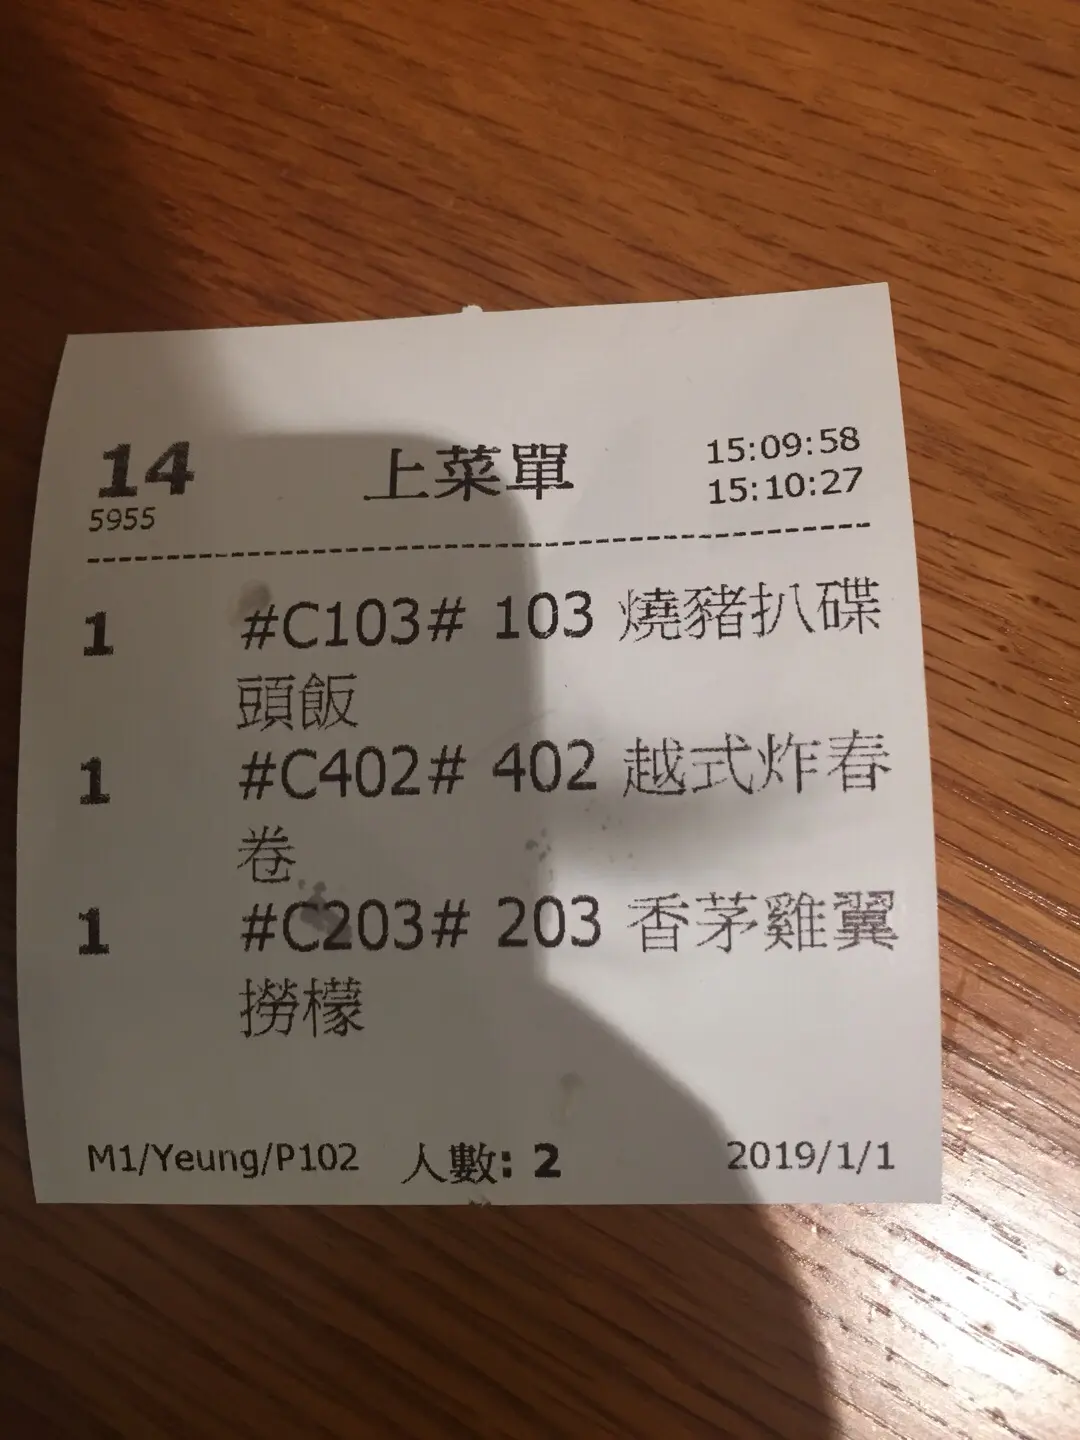 14 上菜單 15:09:58
5955 15:10:27
1 #C103# 103 燒豬扒碟
頭飯
1 #C402# 402 越式炸春
卷
1 #C203# 203 香茅雞翼
撈檬
M1/Yeung/P102 人數: 2 2019/1/1